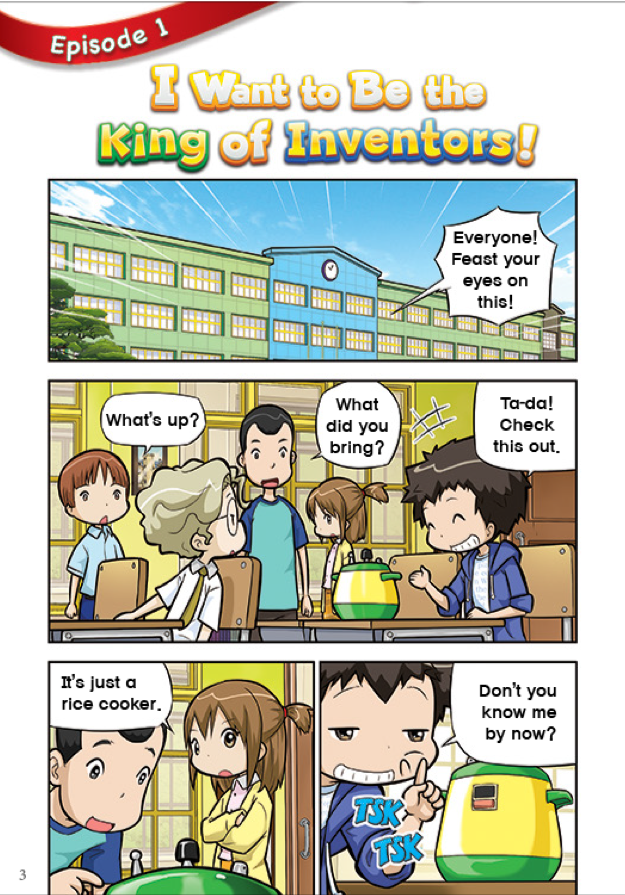 Episode 1
I Want to Be the
King of Inventors!
Everyone!
Feast your
eyes on
this!
What's up?
What
did you
bring?
Ta-da!
Check
this out.
It's just a
rice cooker.
Don't you
know me
by now?
TSK
TSK
3